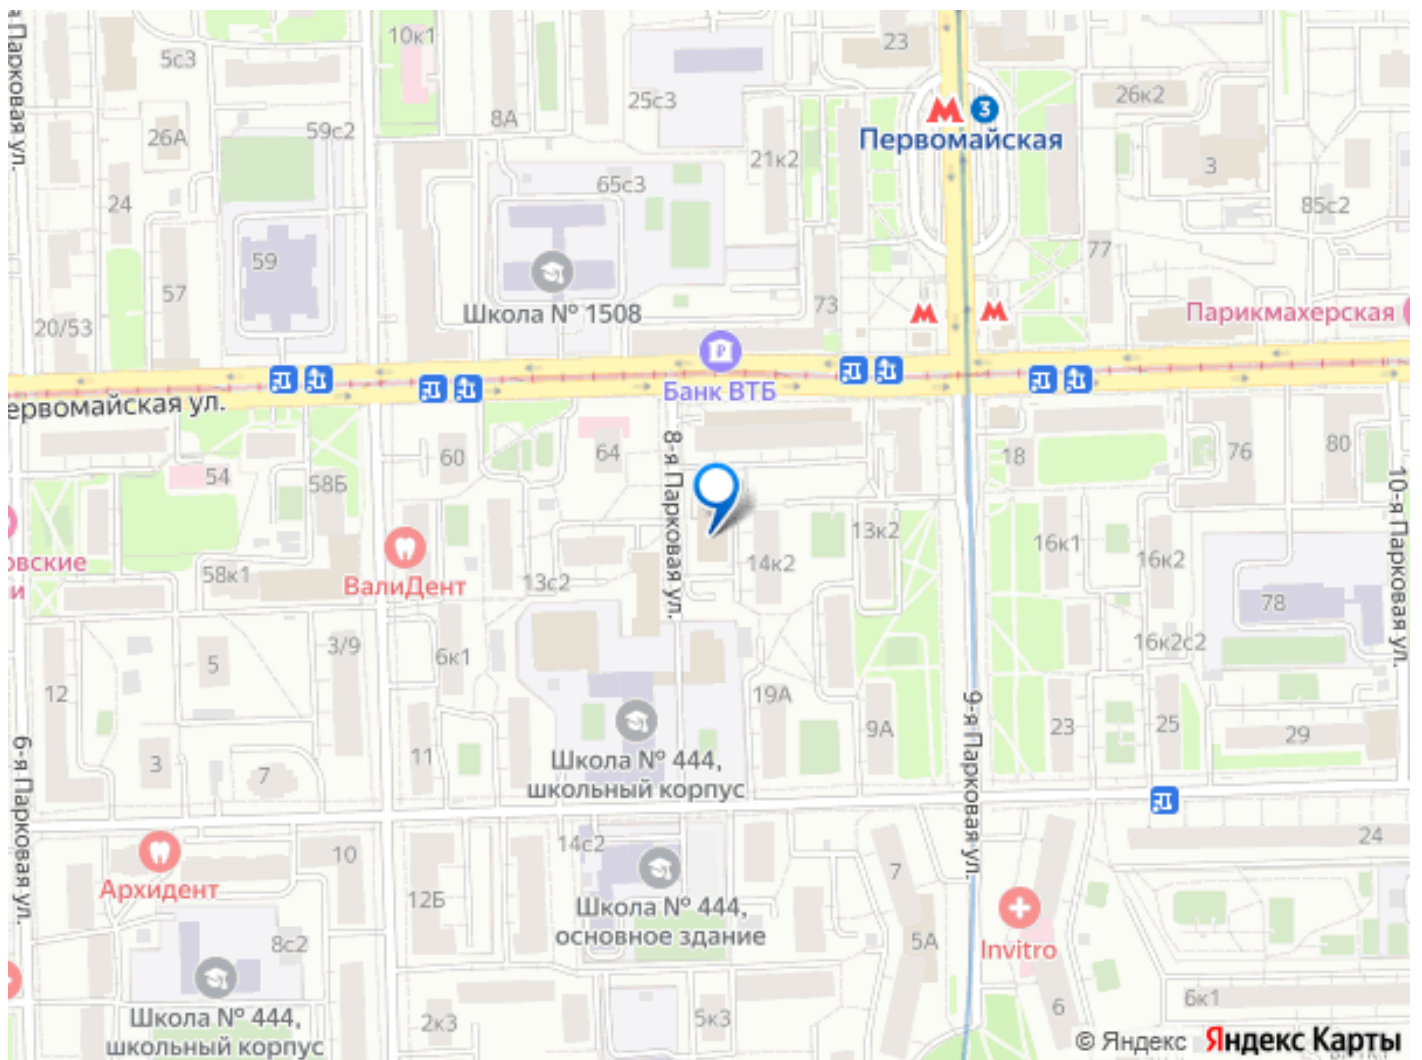 10к1
23
5с3
25с3
26к2
3
8А
59с2
Первомайская
26А
21к2
3
65с3
24
85с2
77
59
57
73
Школа № 1508
Парикмахерская
20/53
Банк ВТБ
ервомайская ул.
8-я Парковая ул.
60
64
18
76
80
54
58Б
10-я Парковая ул.
13к2
16к1
16к2
овские
и
58к1
ВалиДент
13с2
14к2
78
3/9
6к1
5
16к2с2
12
19А
9А
23
25
29
9-я Парковая ул.
6-я Парковая ул.
3
7
11
Школа № 444,
школьный корпус
24
10
14с2
7
Архидент
12Б
Школа № 444,
основное здание
8с2
5А
Invitro
Школа № 444,
школьный корпус
2к3
5к3
6
6к1
© Яндекс Яндекс Карты
а Парковая ул.